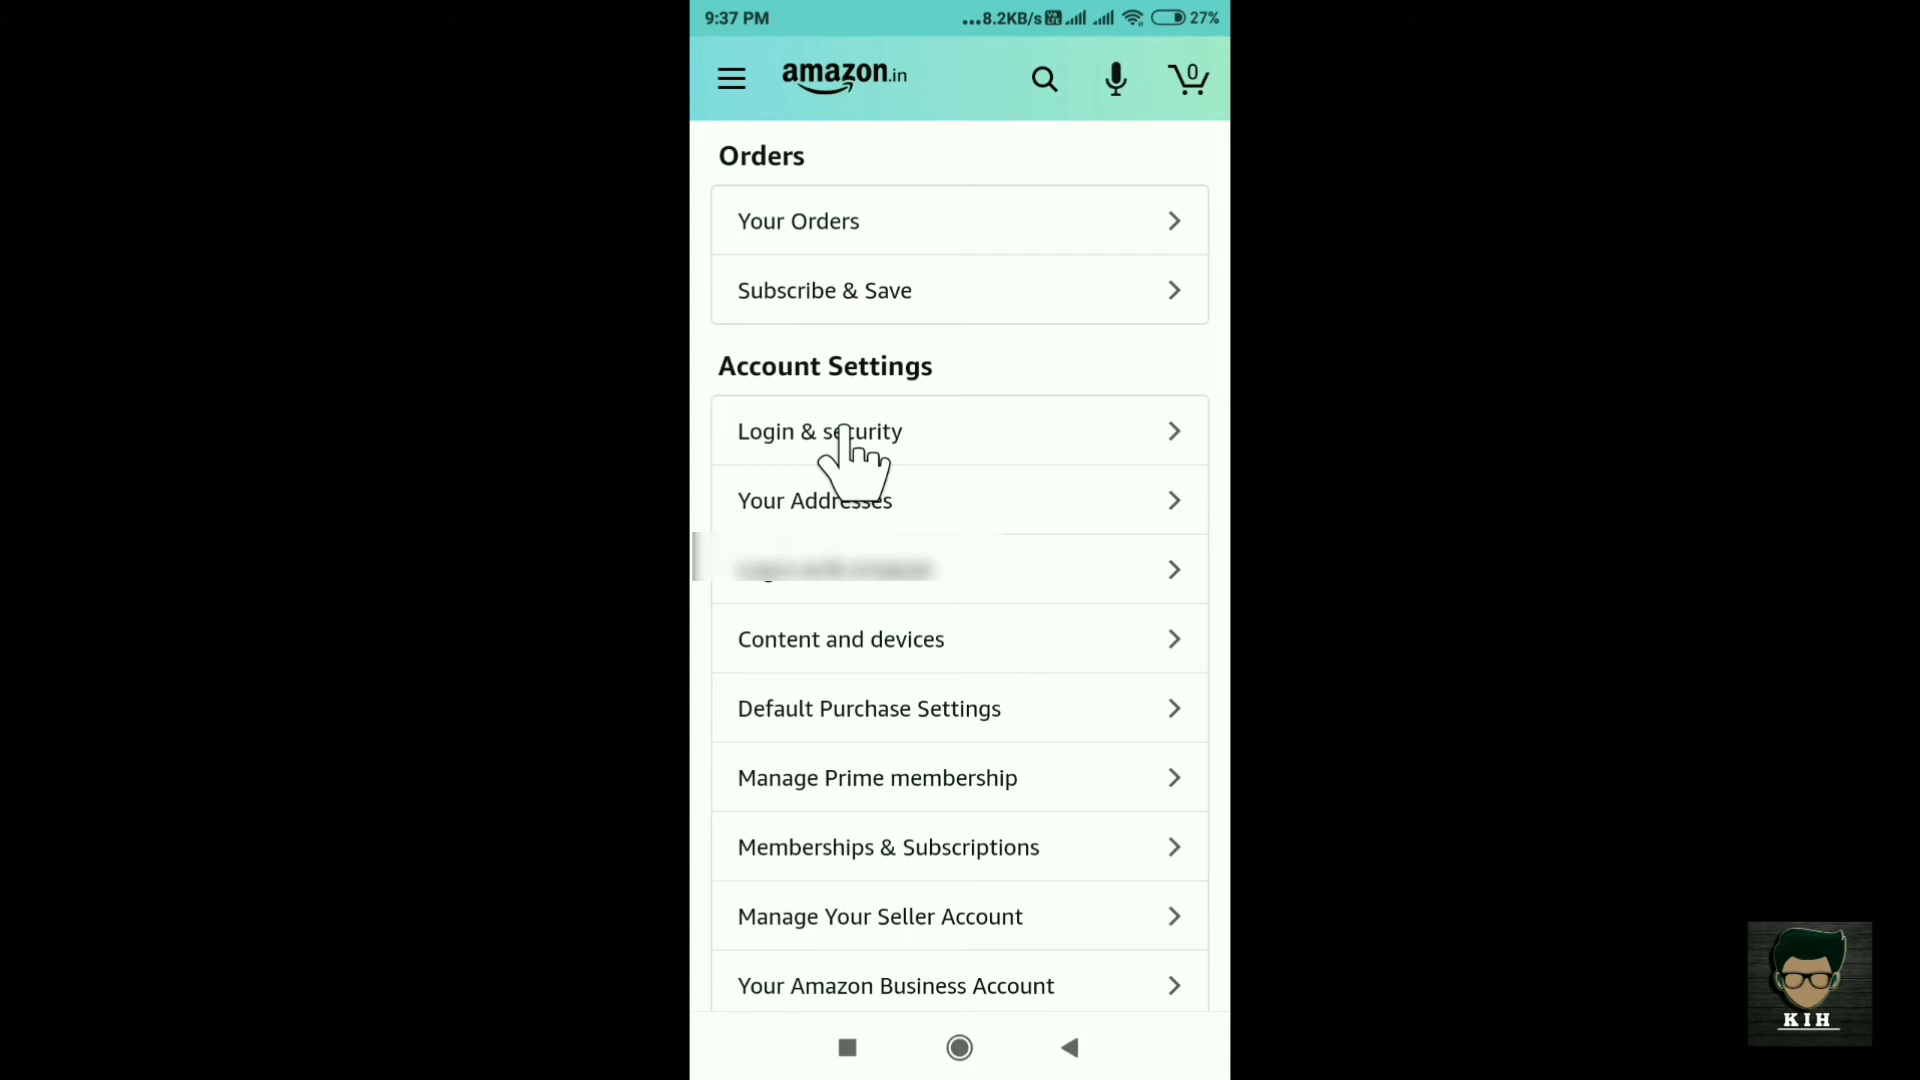 9:37 PM
...8.2KB/s 27%
amazon.in
0
Orders
Your Orders
Subscribe & Save
Account Settings
Login & security
Your Addresses
Content and devices
Default Purchase Settings
Manage Prime membership
Memberships & Subscriptions
Manage Your Seller Account
Your Amazon Business Account
KIH